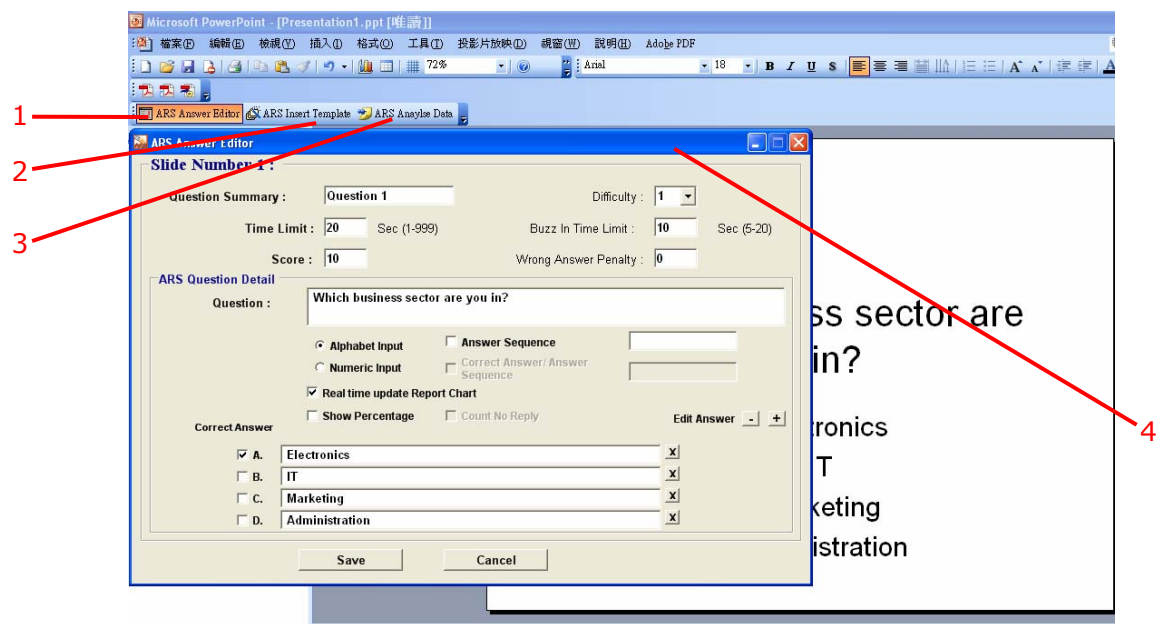 Microsoft PowerPoint - [Presentation1.ppt [唯讀]]
檔案(F) 編輯(E) 檢視(V) 插入(I) 格式(O) 工具(T) 投影片放映(D) 視窗(W) 說明(H) Adobe PDF
72% Arial 18 B I U S A A A
1 ARS Answer Editor ARS Insert Template ARS Anaylse Data
ARS Answer Editor
2 Slide Number 1 :
Question Summary : Question 1 Difficulty : 1
3 Time Limit : 20 Sec (1-999) Buzz In Time Limit : 10 Sec (5-20)
Score : 10 Wrong Answer Penalty : 0
ARS Question Detail
Question : Which business sector are you in?
ss sector are
in?
Alphabet Input Answer Sequence
Numeric Input Correct Answer/ Answer Sequence
Real time update Report Chart
Show Percentage Count No Reply Edit Answer - +
Correct Answer
tronics
4
A. Electronics X
B. IT X
T
C. Marketing X
keting
D. Administration X
istration
Save Cancel